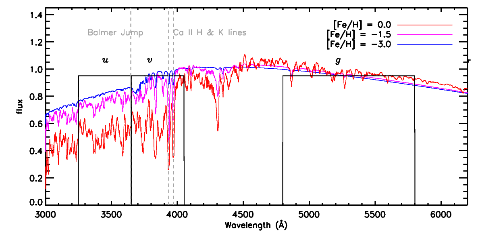 Balmer Jump
Ca II H & K lines
[Fe/H] = 0.0
[Fe/H] = -1.5
[Fe/H] = -3.0
u
v
g
r
flux
1.4
1.2
1.0
0.8
0.6
0.4
0.2
0.0
3000
3500
4000
4500
5000
5500
6000
Wavelength (Å)